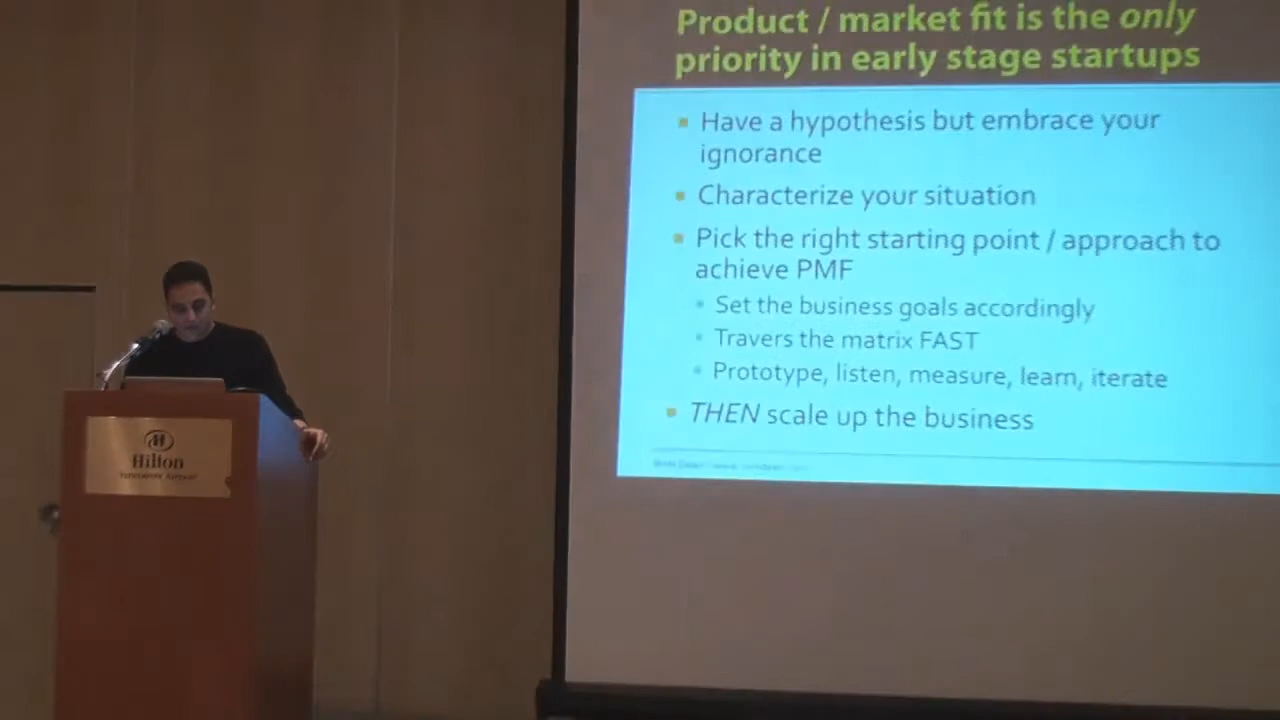 Product / market fit is the only
priority in early stage startups
Have a hypothesis but embrace your
ignorance
Characterize your situation
Pick the right starting point / approach to
achieve PMF
Set the business goals accordingly
Travers the matrix FAST
Prototype, listen, measure, learn, iterate
THEN scale up the business
Hilton